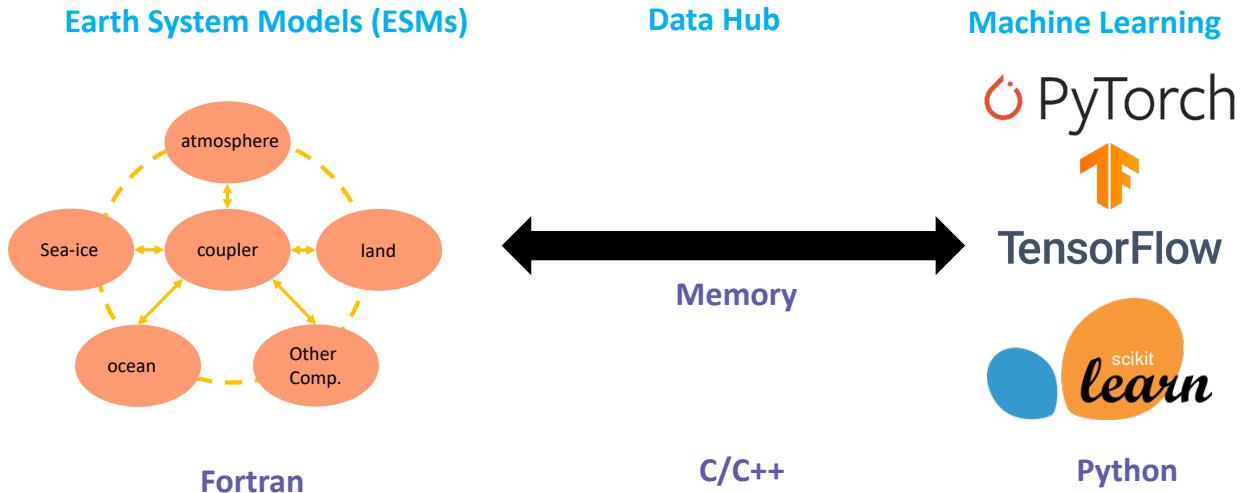 Earth System Models (ESMs)
Data Hub
Machine Learning
atmosphere
Sea-ice
coupler
land
ocean
Other
Comp.
Memory
PyTorch
TF
TensorFlow
scikit
learn
Fortran
C/C++
Python